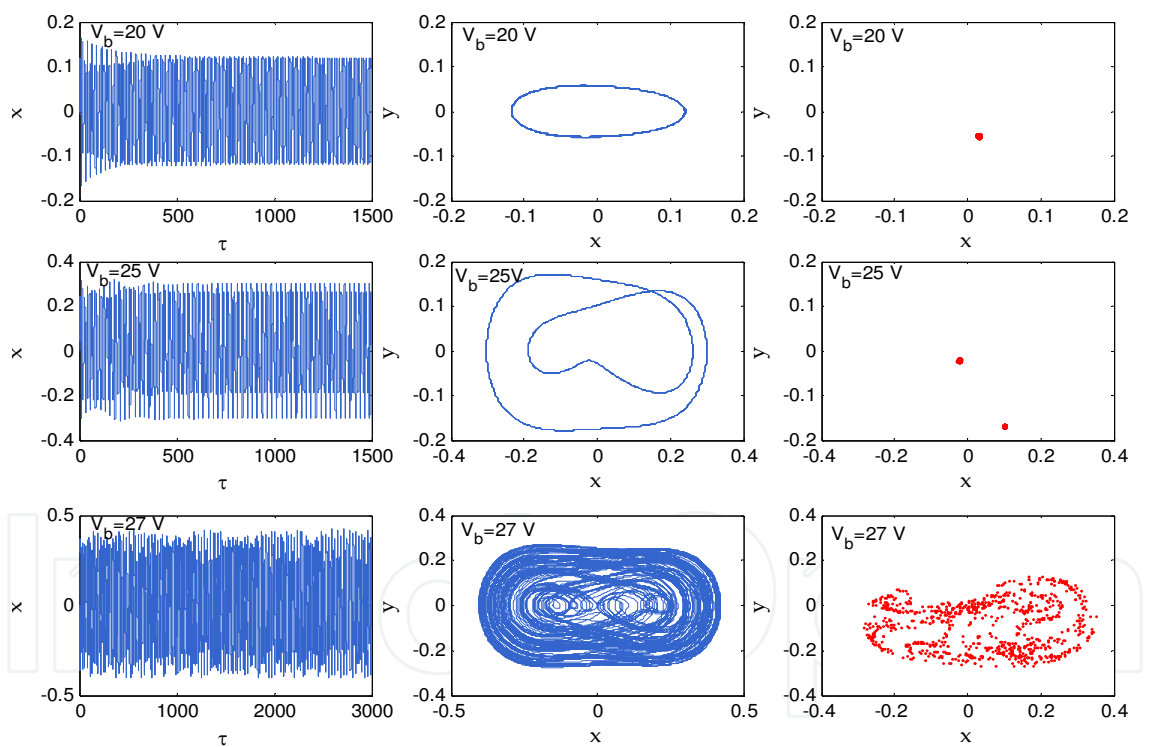 V_b=20 V
0.2
0.1
0
-0.1
-0.2
x
0 500 1000 1500
τ
V_b=20 V
0.2
0.1
0
-0.1
-0.2
y
-0.2 -0.1 0 0.1 0.2
x
V_b=20 V
0.2
0.1
0
-0.1
-0.2
y
-0.4 -0.2 0 0.1 0.2
x
V_b=25 V
0.4
0.2
0
-0.2
-0.4
x
0 500 1000 1500
τ
V_b=25V
0.2
0.1
0
-0.1
-0.2
y
-0.4 -0.2 0 0.2 0.4
x
V_b=25 V
0.2
0.1
0
-0.1
-0.2
y
-0.4 -0.2 0 0.1 0.2
x
V_b=27 V
0.5
0
-0.5
x
0 1000 2000 3000
τ
V_b=27 V
0.4
0.2
0
-0.2
-0.4
y
-0.5 0 0.5
x
V_b=27 V
0.4
0.2
0
-0.2
-0.4
y
-0.4 -0.2 0 0.2 0.4
x